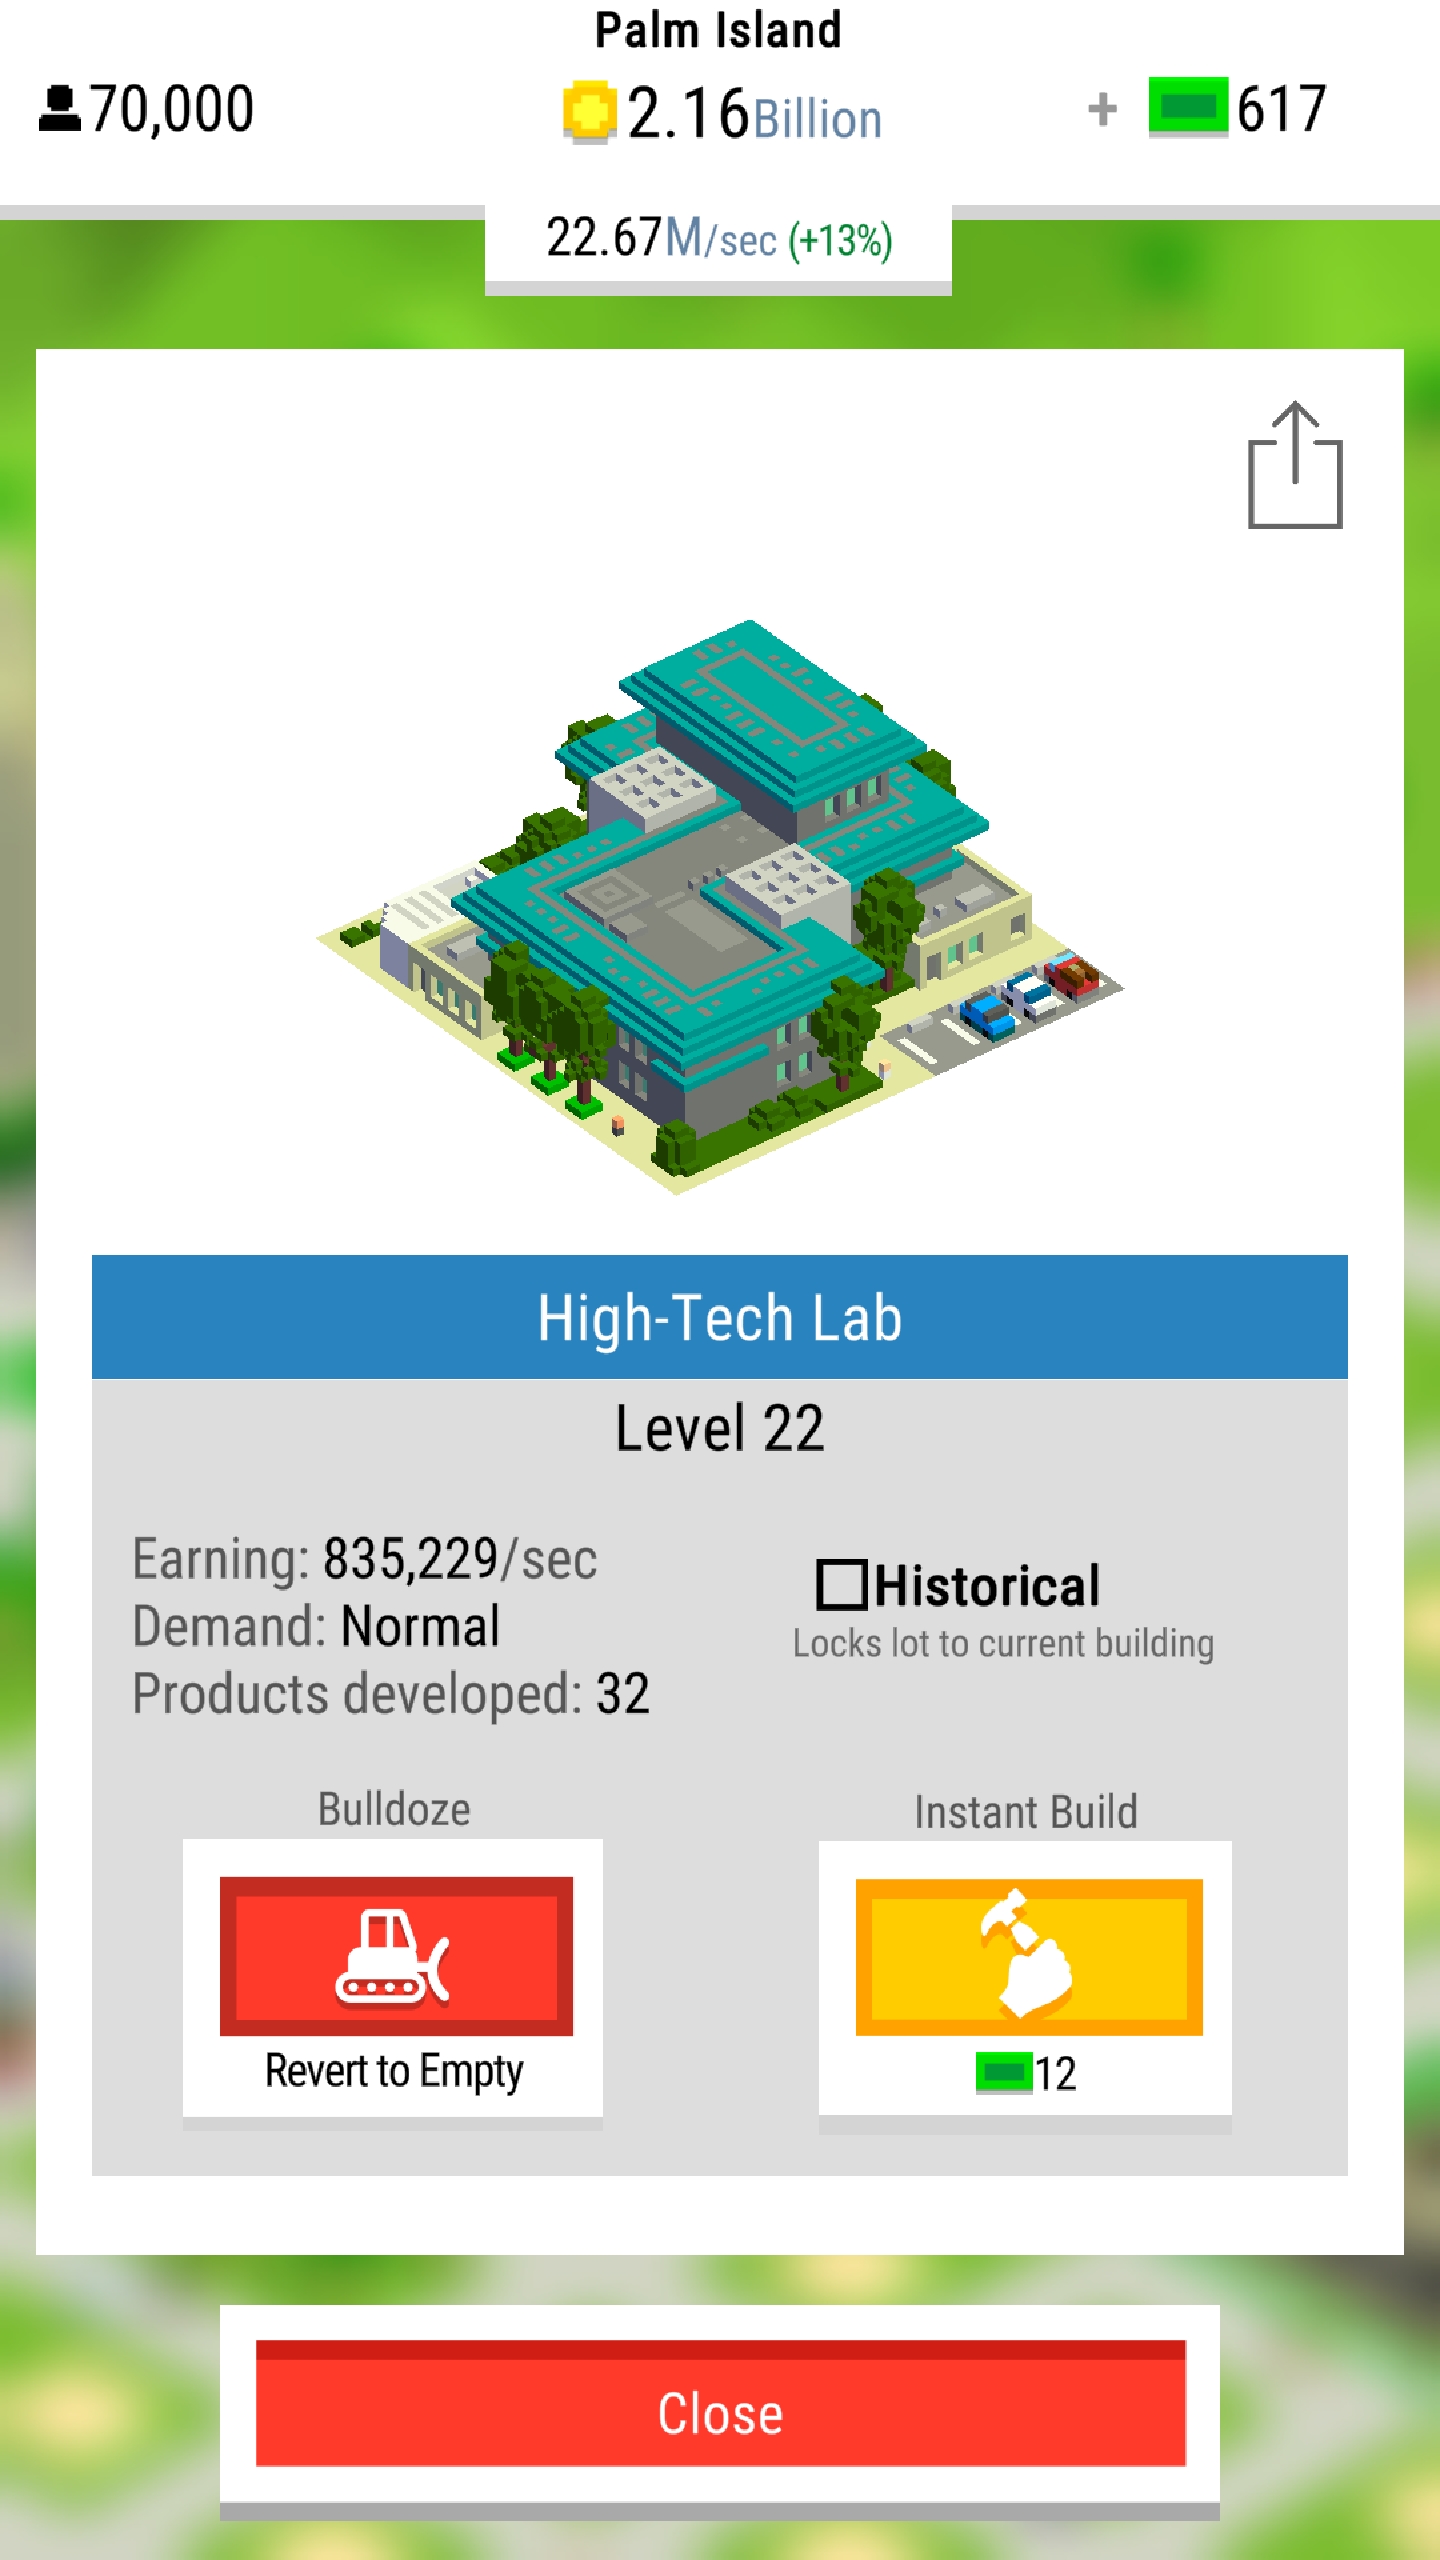 Palm Island
70,000
2.16Billion
+ 617
22.67M/sec (+13%)
High-Tech Lab
Level 22
Earning: 835,229/sec
Demand: Normal
Products developed: 32
Historical
Locks lot to current building
Bulldoze
Revert to Empty
Instant Build
12
Close